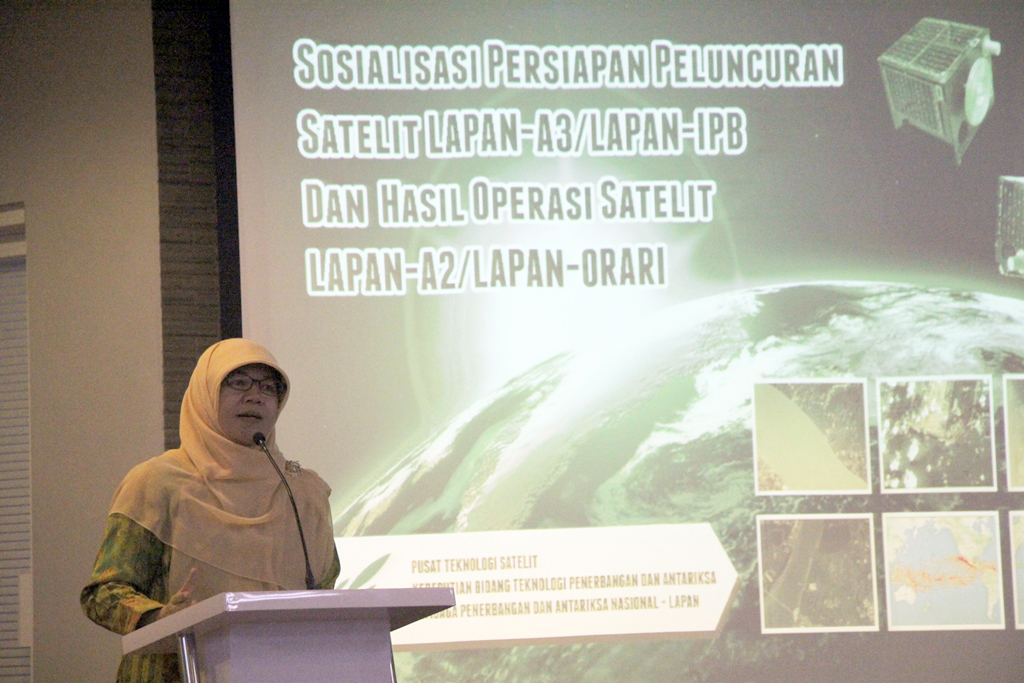 SOSIALISASI PERSIAPAN PELUNCURAN
SATELIT LAPAN-A3/LAPAN-IPB
DAN HASIL OPERASI SATELIT
LAPAN-A2/LAPAN-ORARI
PUSAT TEKNOLOGI SATELIT
BIDANG TEKNOLOGI PENERBANGAN DAN ANTARIKSA
PENERBANGAN DAN ANTARIKSA NASIONAL - LAPAN